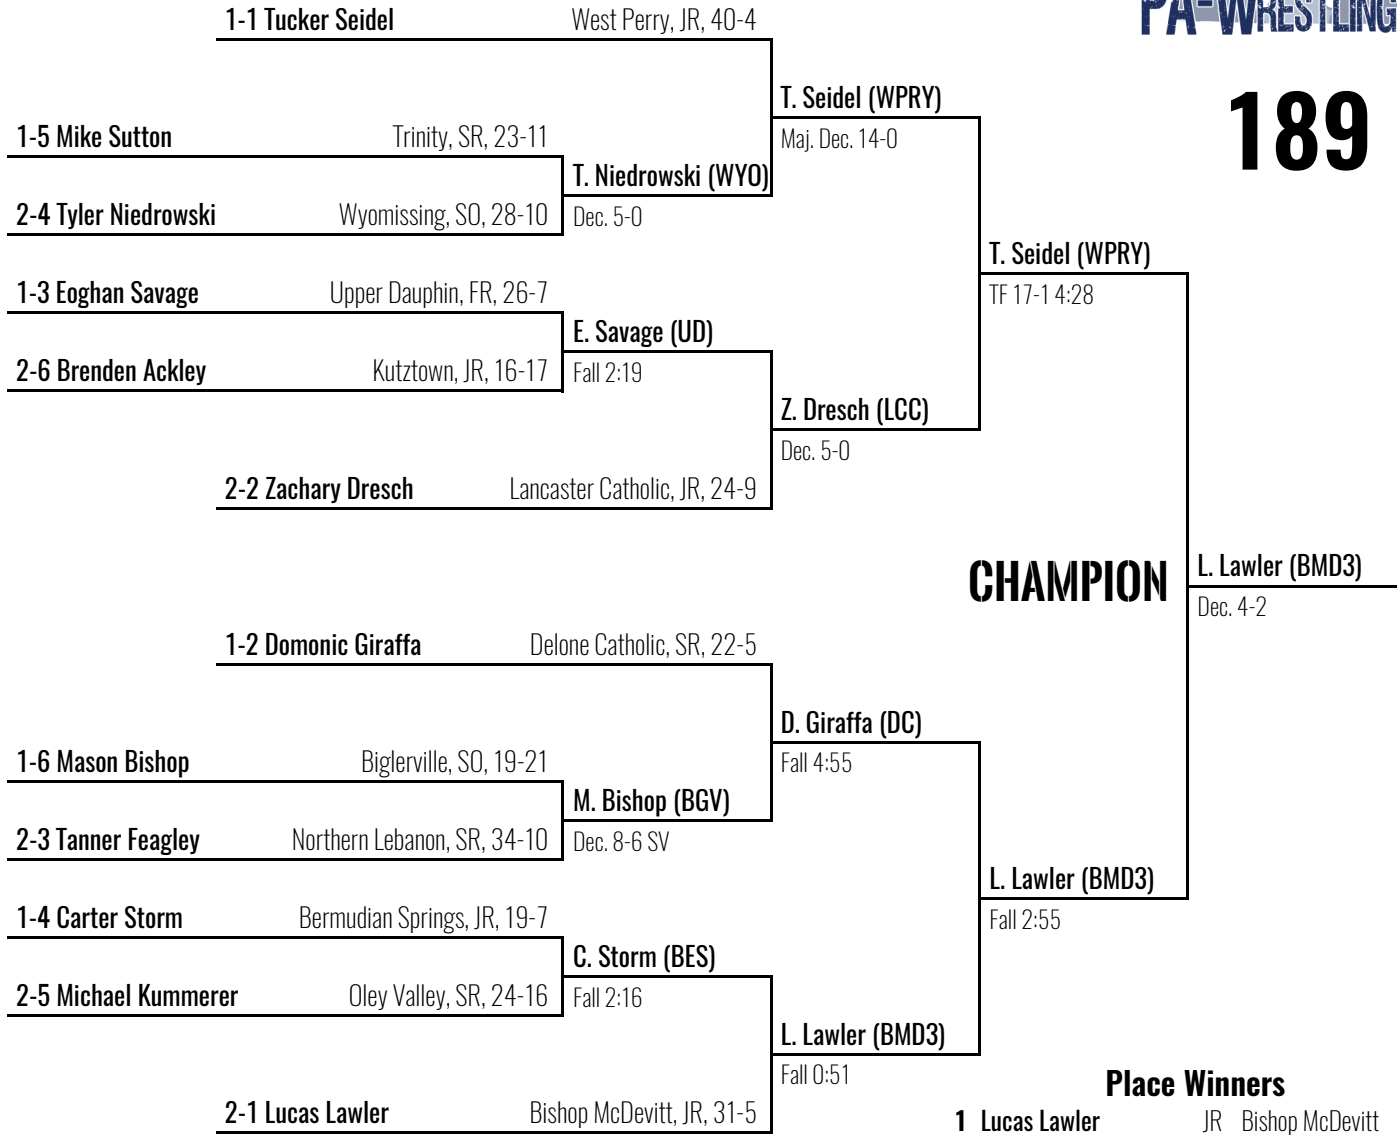 PA-WRESTLING
189
1-1 Tucker Seidel West Perry, JR, 40-4
T. Seidel (WPRY)
Maj. Dec. 14-0
1-5 Mike Sutton Trinity, SR, 23-11
T. Niedrowski (WYO)
Dec. 5-0
2-4 Tyler Niedrowski Wyomissing, SO, 28-10
T. Seidel (WPRY)
TF 17-1 4:28
1-3 Eoghan Savage Upper Dauphin, FR, 26-7
E. Savage (UD)
Fall 2:19
2-6 Brenden Ackley Kutztown, JR, 16-17
Z. Dresch (LCC)
Dec. 5-0
2-2 Zachary Dresch Lancaster Catholic, JR, 24-9
CHAMPION
L. Lawler (BMD3)
Dec. 4-2
1-2 Domonic Giraffa Delone Catholic, SR, 22-5
D. Giraffa (DC)
Fall 4:55
1-6 Mason Bishop Biglerville, SO, 19-21
M. Bishop (BGV)
Dec. 8-6 SV
2-3 Tanner Feagley Northern Lebanon, SR, 34-10
L. Lawler (BMD3)
Fall 2:55
1-4 Carter Storm Bermudian Springs, JR, 19-7
C. Storm (BES)
Fall 2:16
2-5 Michael Kummerer Oley Valley, SR, 24-16
L. Lawler (BMD3)
Fall 0:51
2-1 Lucas Lawler Bishop McDevitt, JR, 31-5
Place Winners
1 Lucas Lawler JR Bishop McDevitt